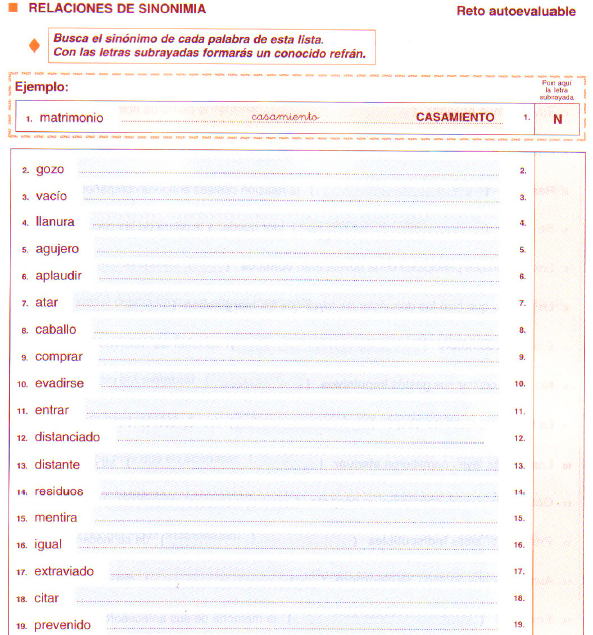 RELACIONES DE SINONIMIA
Reto autoevaluable
Busca el sinónimo de cada palabra de esta lista.
Con las letras subrayadas formarás un conocido refrán.
Ejemplo:
Pon aquí
la letra
subrayada
1. matrimonio casamiento CASAMIENTO 1. N
2. gozo 2.
3. vacío 3.
4. llanura 4.
5. agujero 5.
6. aplaudir 6.
7. atar 7.
8. caballo 8.
9. comprar 9.
10. evadirse 10.
11. entrar 11.
12. distanciado 12.
13. distante 13.
14. residuos 14.
15. mentira 15.
16. igual 16.
17. extraviado 17.
18. citar 18.
19. prevenido 19.